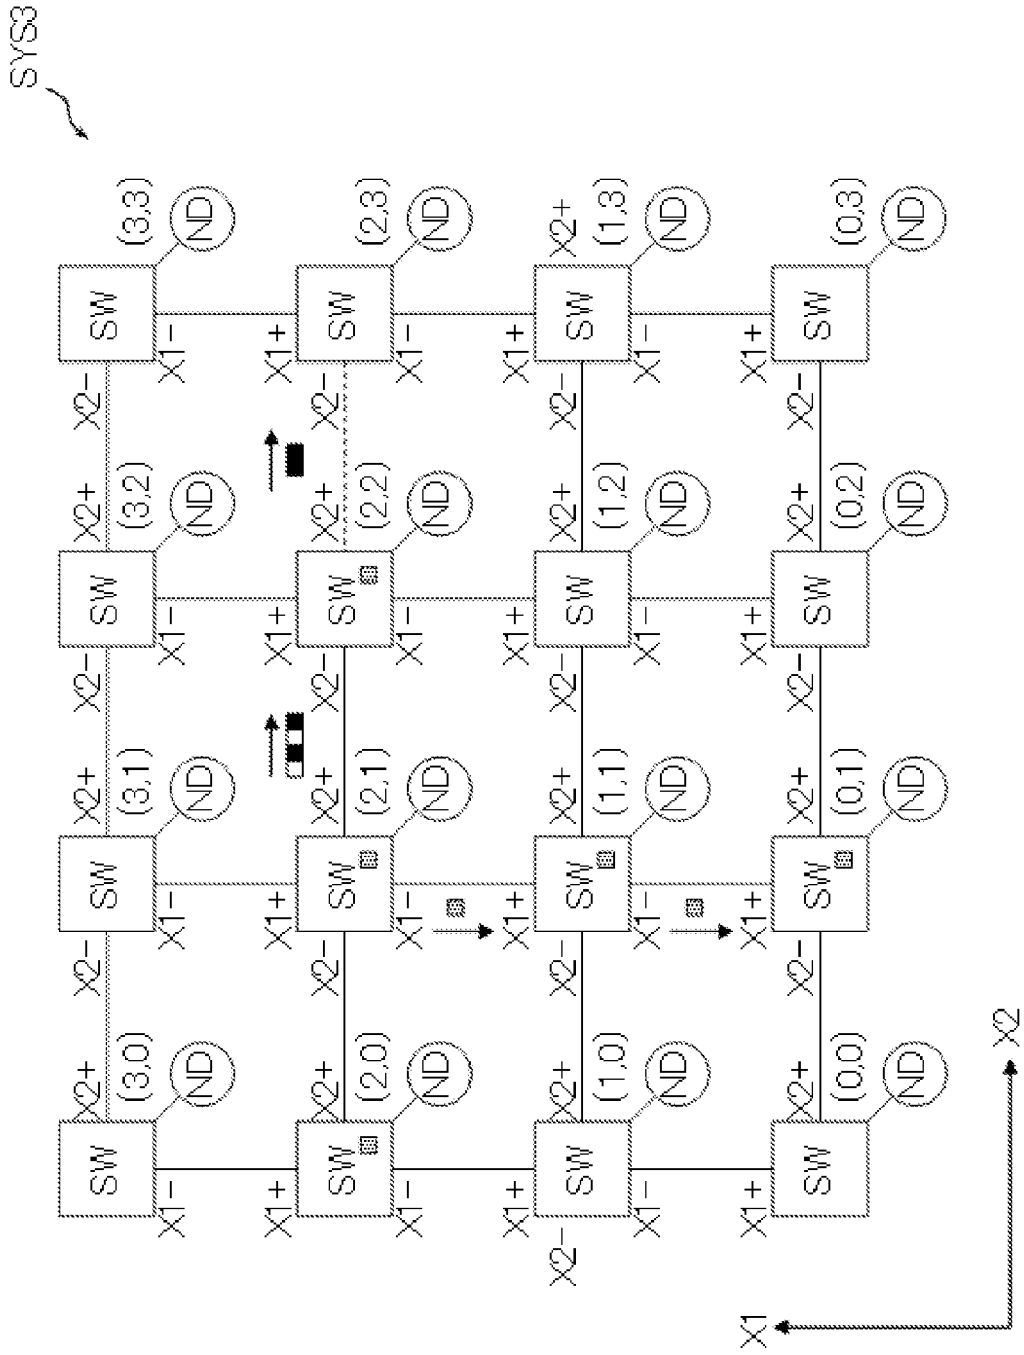 SYS3
X2+ X2- X2+ X2- X2+ X2-
SW SW SW SW
(3,0) (3,1) (3,2) (3,3)
X1- X1- X1- X1-
ND ND ND ND
X1+ X1+ X1+ X1+
X2+ X2- X2+ X2- X2+ X2-
SW SW SW SW
(2,0) (2,1) (2,2) (2,3)
X1- X1- X1- X1-
ND ND ND ND
X1+ X1+ X1+ X1+
X2- X2+ X2- X2+ X2- X2+ X2- X2+
SW SW SW SW
(1,0) (1,1) (1,2) (1,3)
X1- X1- X1- X1-
ND ND ND ND
X1+ X1+ X1+ X1+
X2+ X2- X2+ X2- X2+ X2-
SW SW SW SW
(0,0) (0,1) (0,2) (0,3)
ND ND ND ND
X1
X2